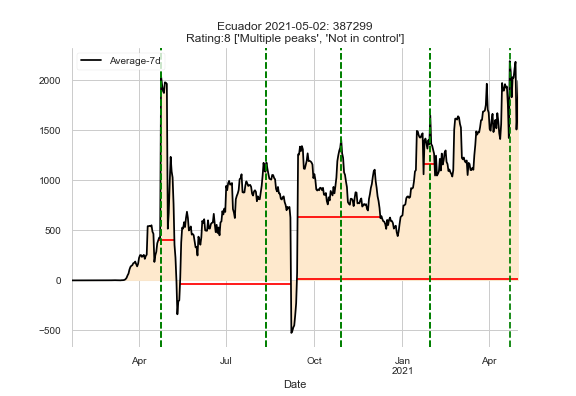 Ecuador 2021-05-02: 387299
Rating:8 ['Multiple peaks', 'Not in control']
Average-7d
2000
1500
1000
500
0
−500
Apr
Jul
Oct
Jan
2021
Apr
Date